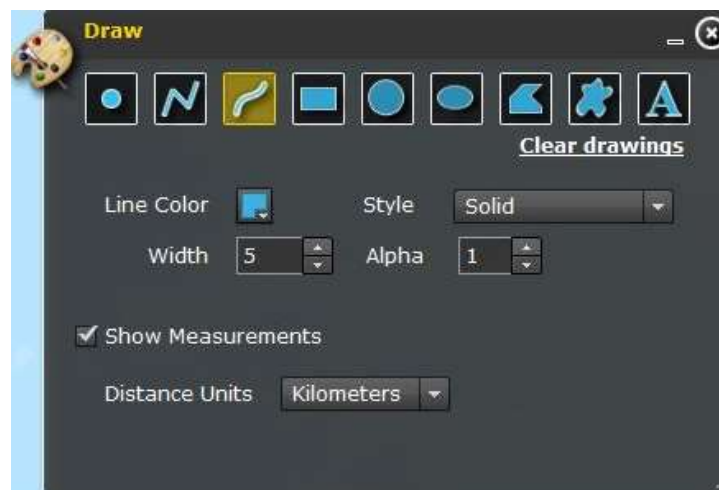 Draw
A
Clear drawings
Line Color Style Solid
Width 5 Alpha 1
Show Measurements
Distance Units Kilometers